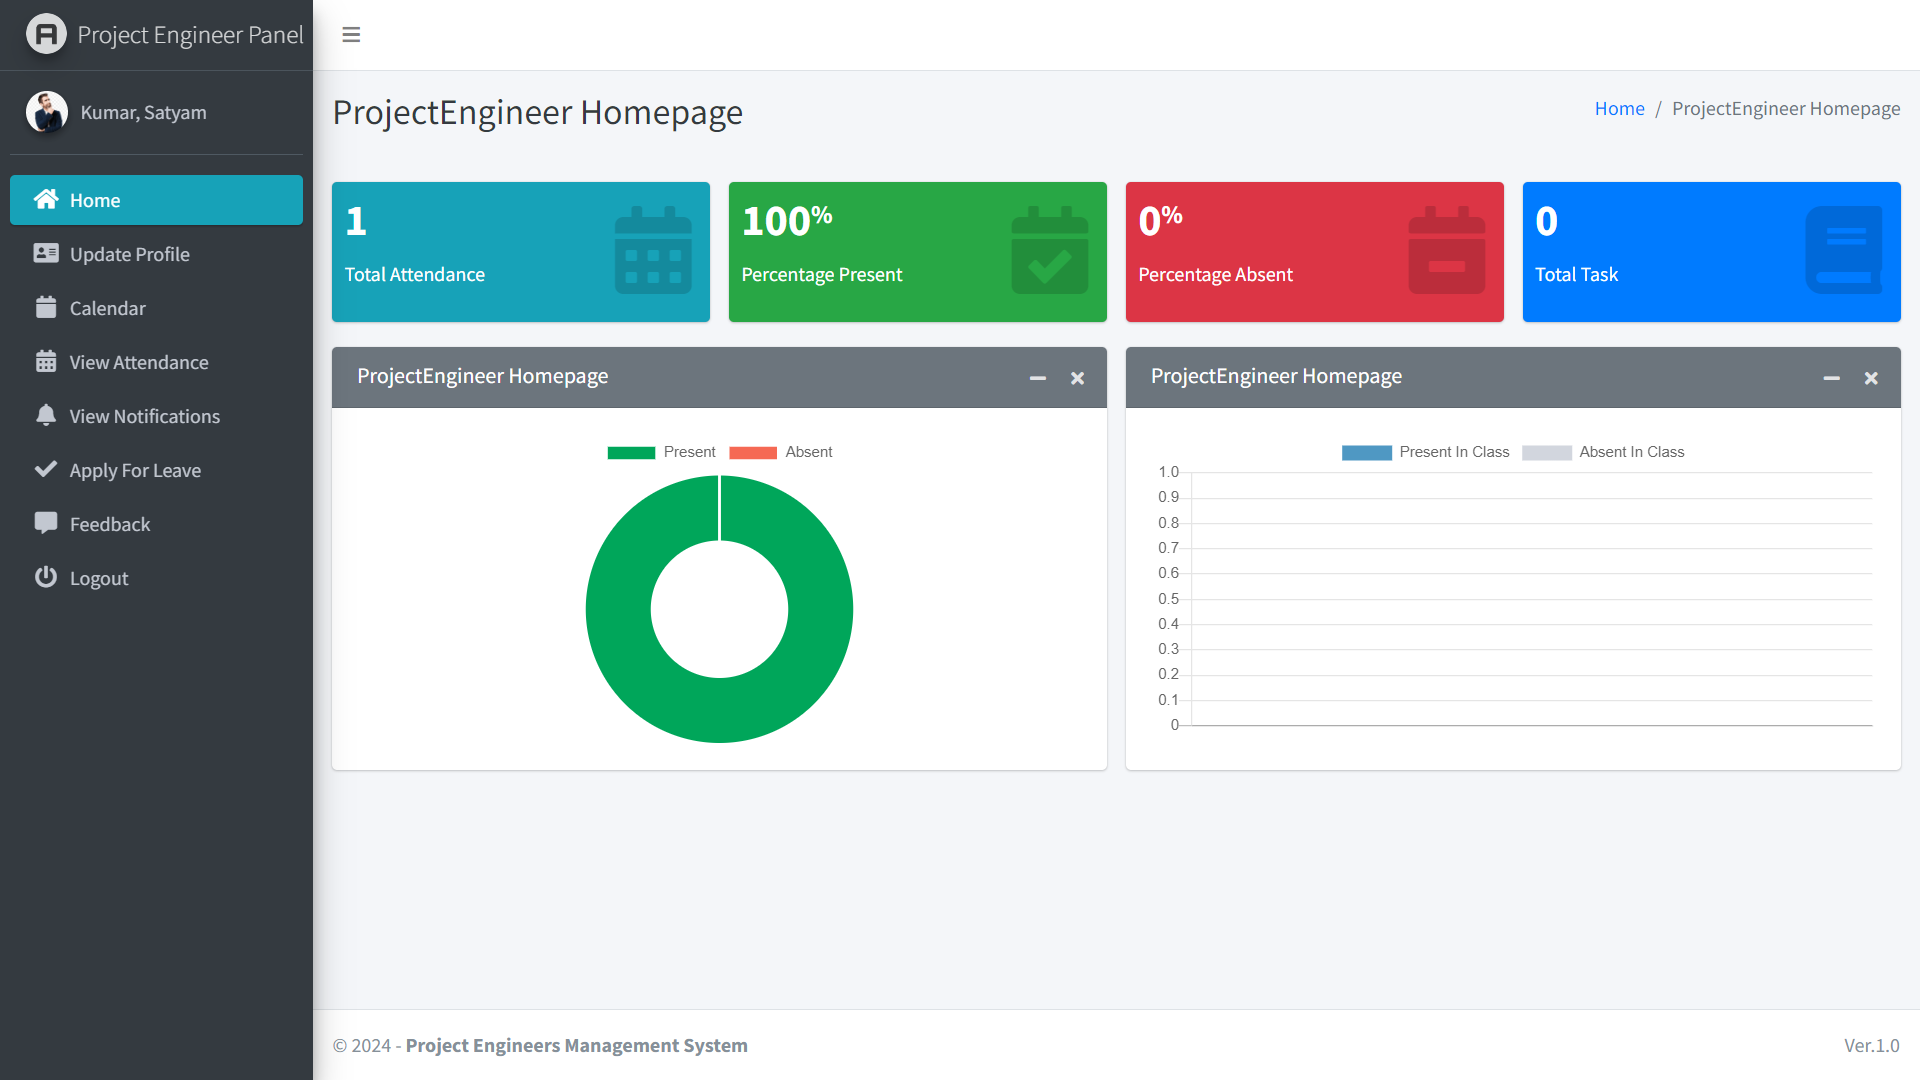 Project Engineer Panel
Kumar, Satyam
Home
Update Profile
Calendar
View Attendance
View Notifications
Apply For Leave
Feedback
Logout
ProjectEngineer Homepage
Home / ProjectEngineer Homepage
1
Total Attendance
100%
Percentage Present
0%
Percentage Absent
0
Total Task
ProjectEngineer Homepage
Present Absent
ProjectEngineer Homepage
Present In Class Absent In Class
1.0
0.9
0.8
0.7
0.6
0.5
0.4
0.3
0.2
0.1
0
© 2024 - Project Engineers Management System
Ver.1.0